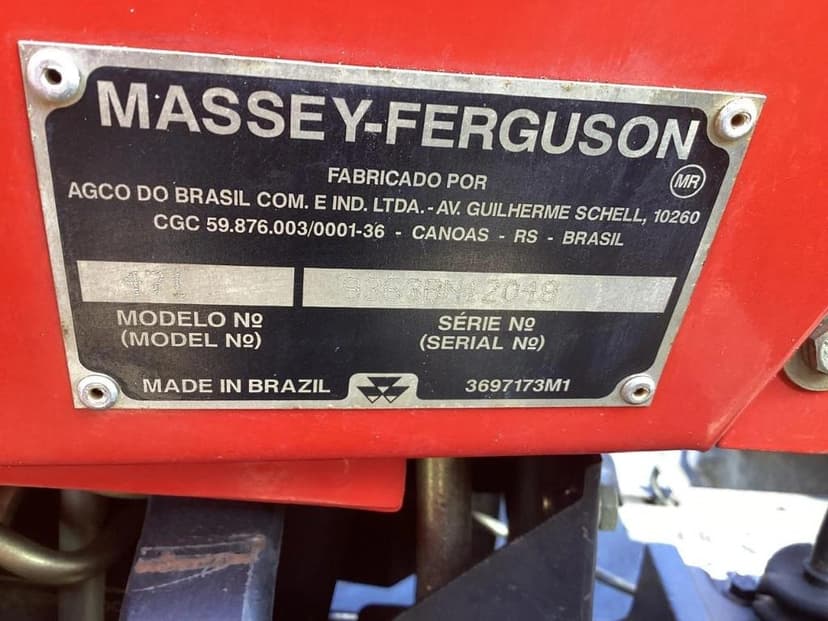 MASSEY-FERGUSON
MR
FABRICADO POR
AGCO DO BRASIL COM. E IND. LTDA. - AV. GUILHERME SCHELL, 10260
CGC 59.876.003/0001-36 - CANOAS - RS - BRASIL
471
MODELO Nº
(MODEL Nº)
SÉRIE Nº
(SERIAL Nº)
MADE IN BRAZIL
3697173M1